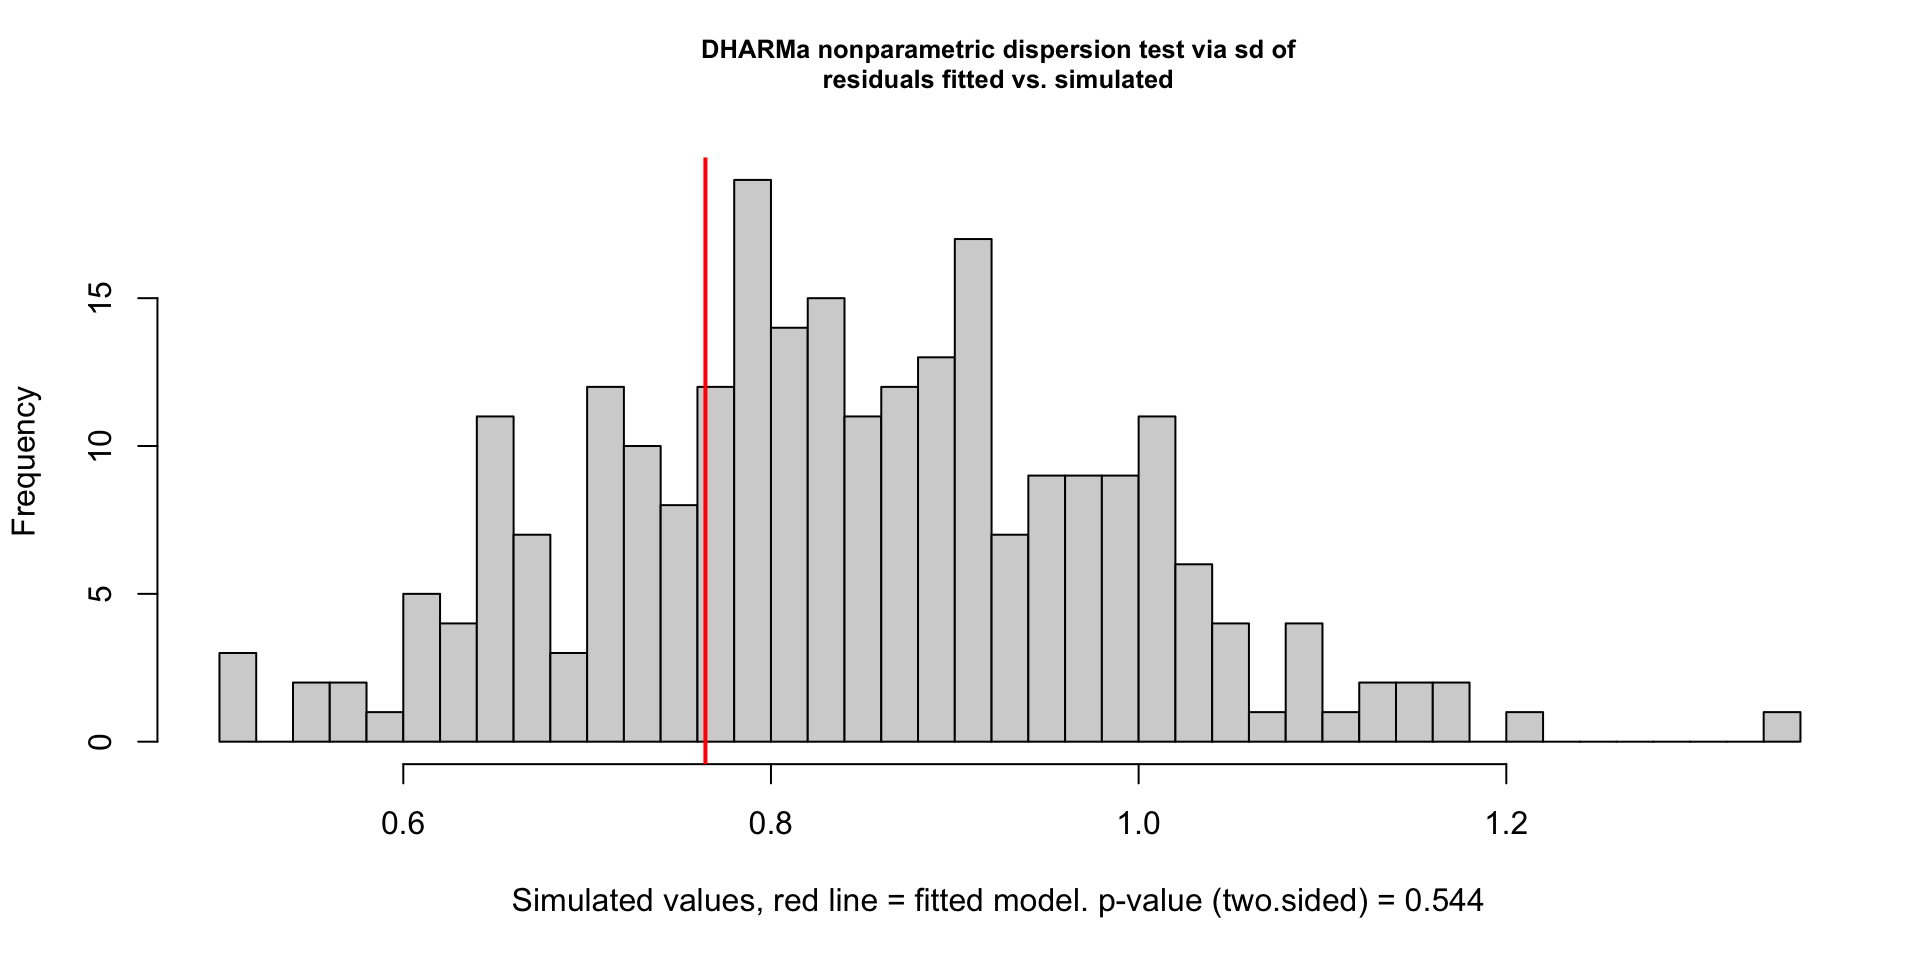 DHARMa nonparametric dispersion test via sd of
residuals fitted vs. simulated
Frequency
15
10
5
0
0.6 0.8 1.0 1.2
Simulated values, red line = fitted model. p-value (two.sided) = 0.544